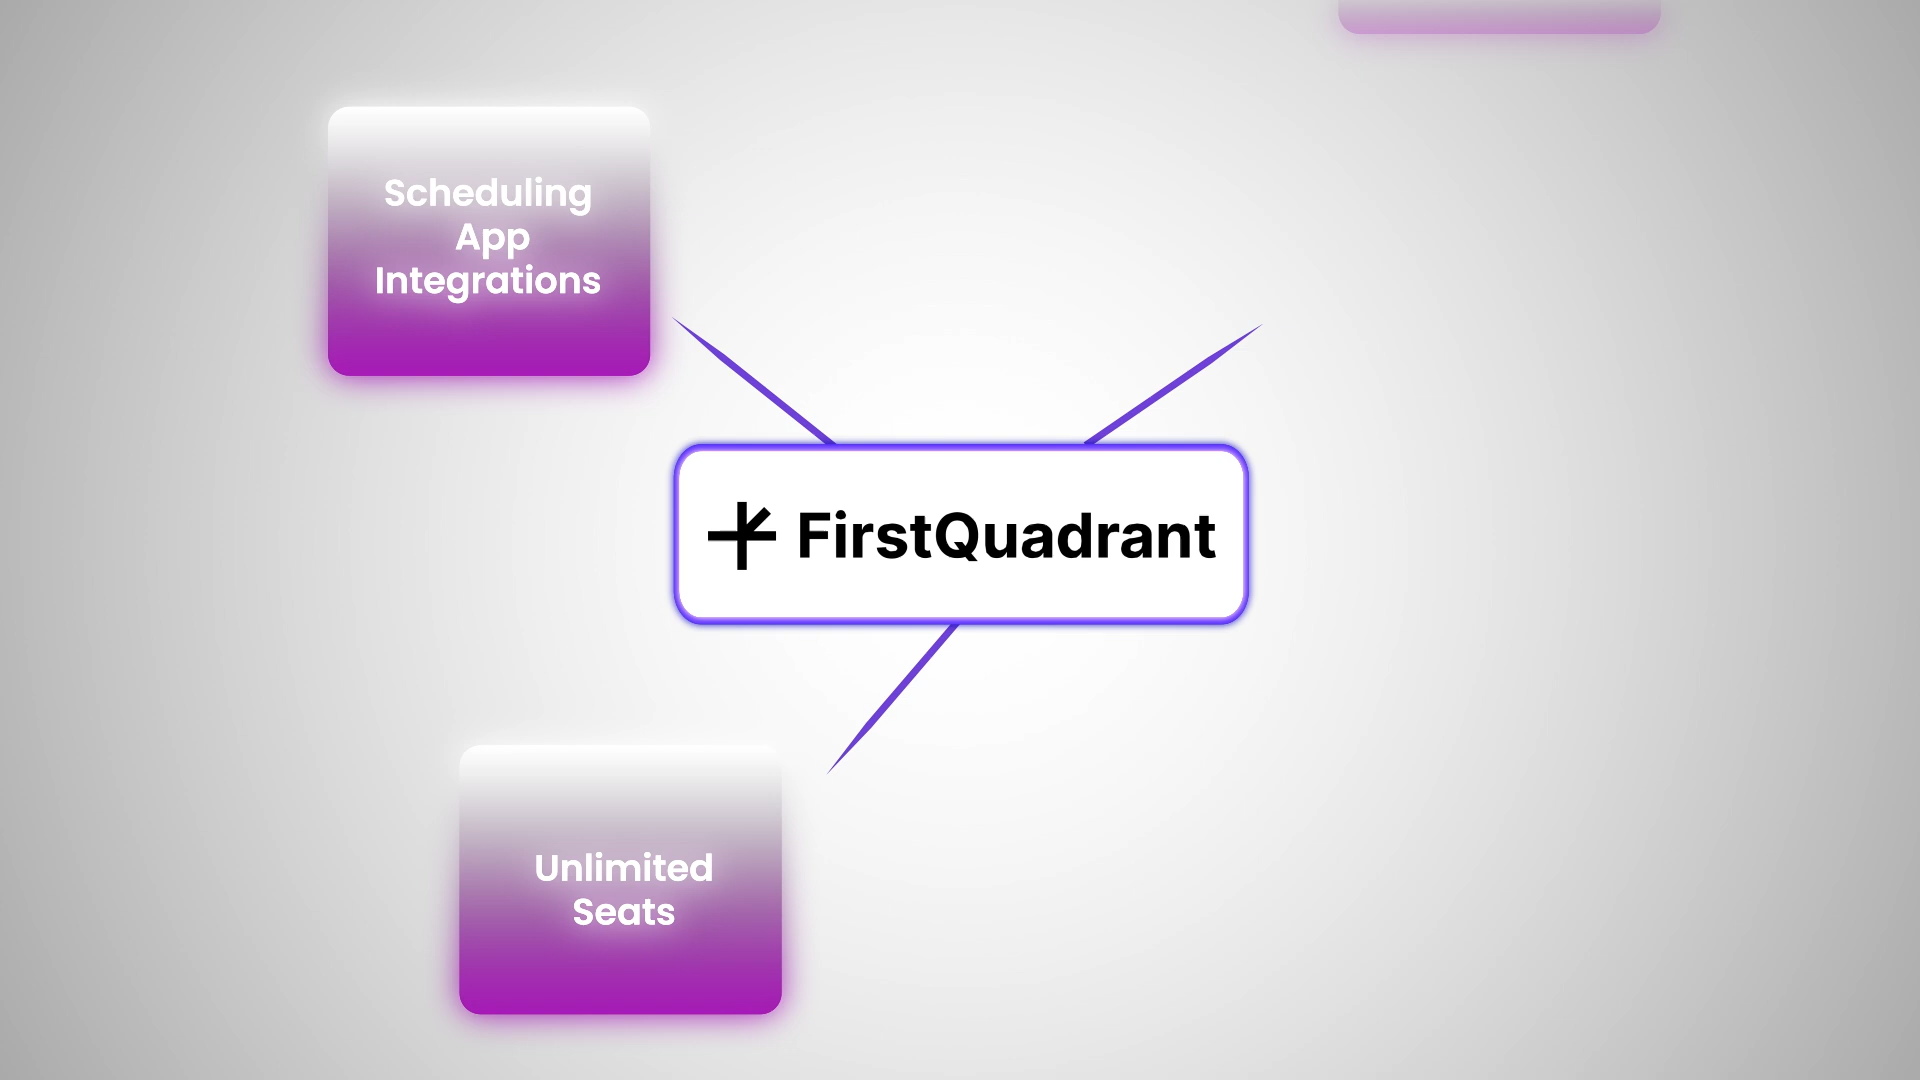 Scheduling
App
Integrations
FirstQuadrant
Unlimited
Seats